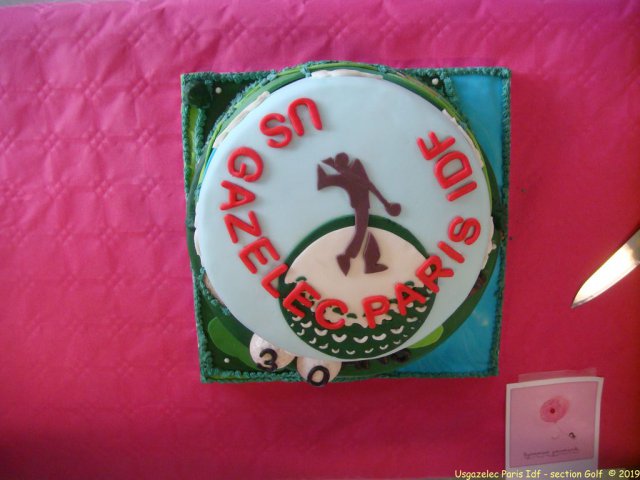 US GAZELEC PARIS IDF
30
Usgazelec Paris Idf - section Golf © 2019